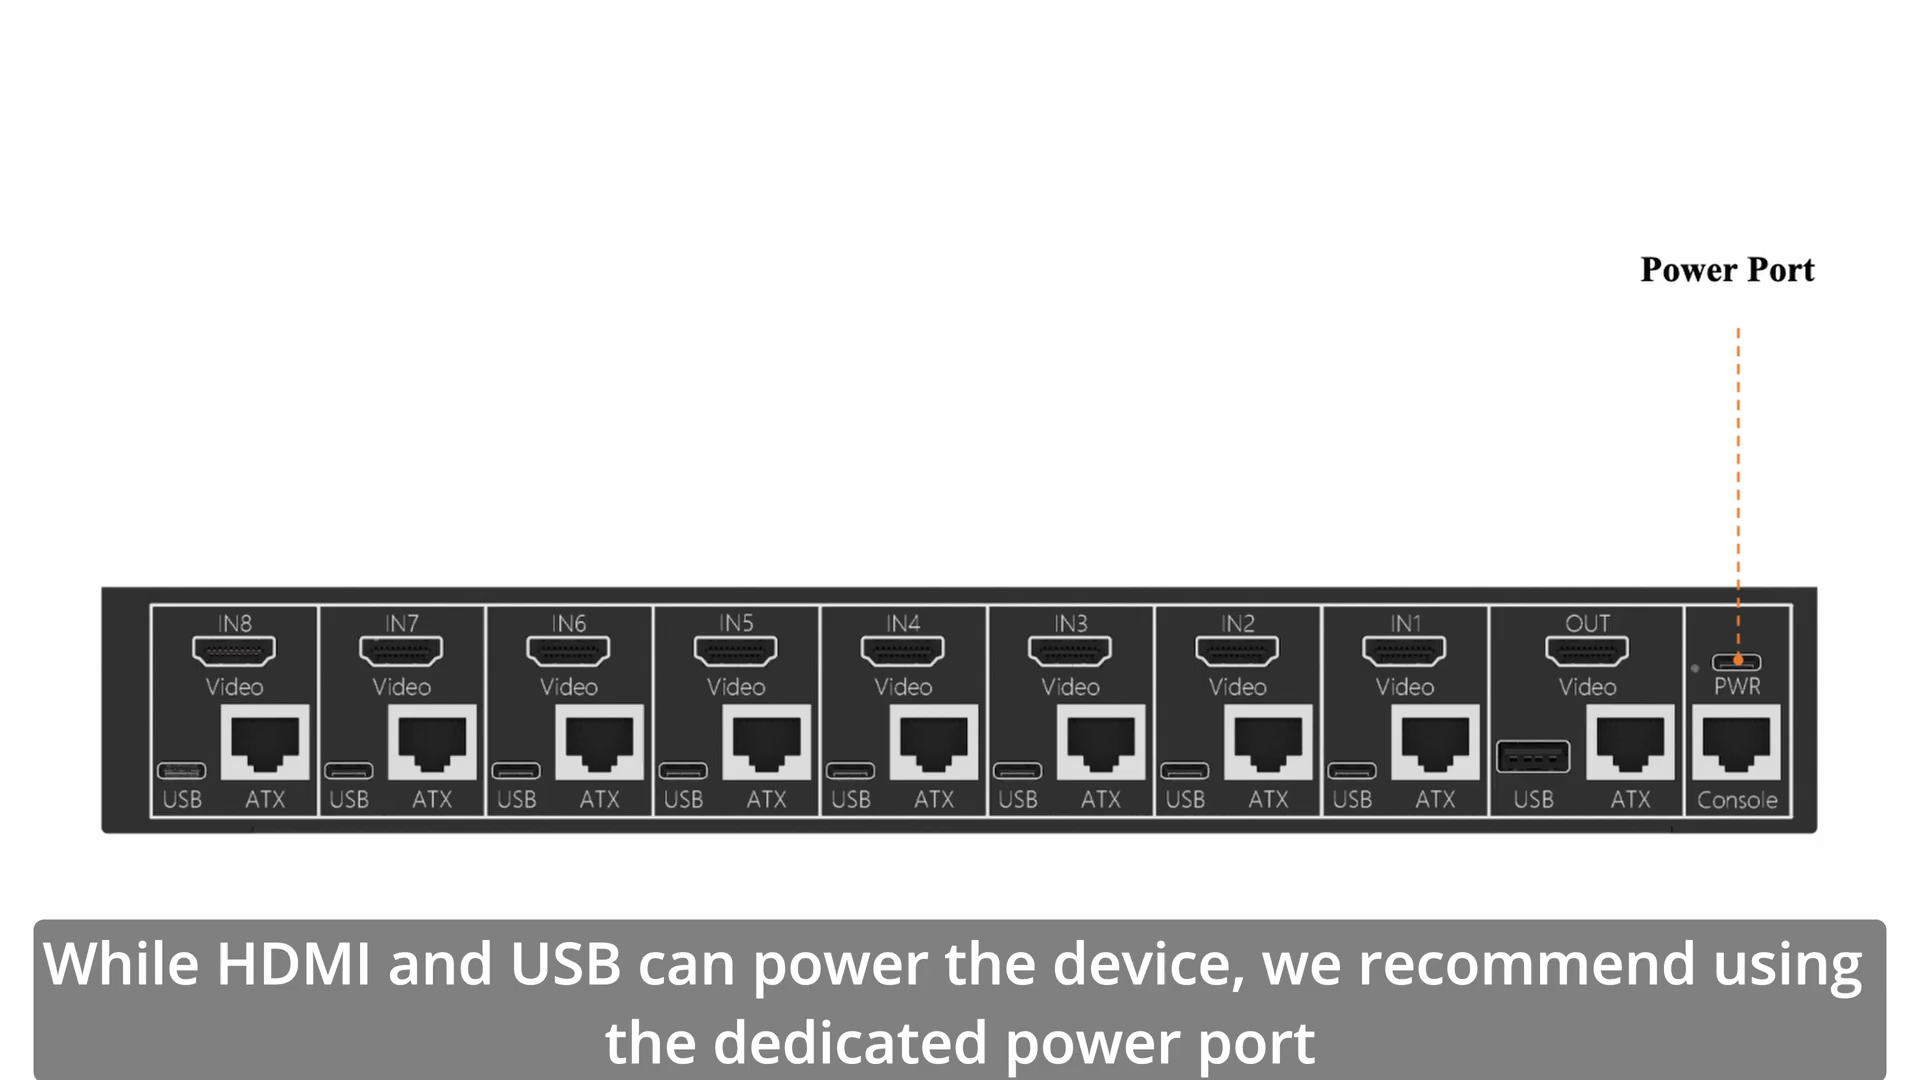 Power Port
IN8 IN7 IN6 IN5 IN4 IN3 IN2 IN1 OUT
Video Video Video Video Video Video Video Video Video PWR
USB ATX USB ATX USB ATX USB ATX USB ATX USB ATX USB ATX USB ATX USB ATX Console
While HDMI and USB can power the device, we recommend using
the dedicated power port